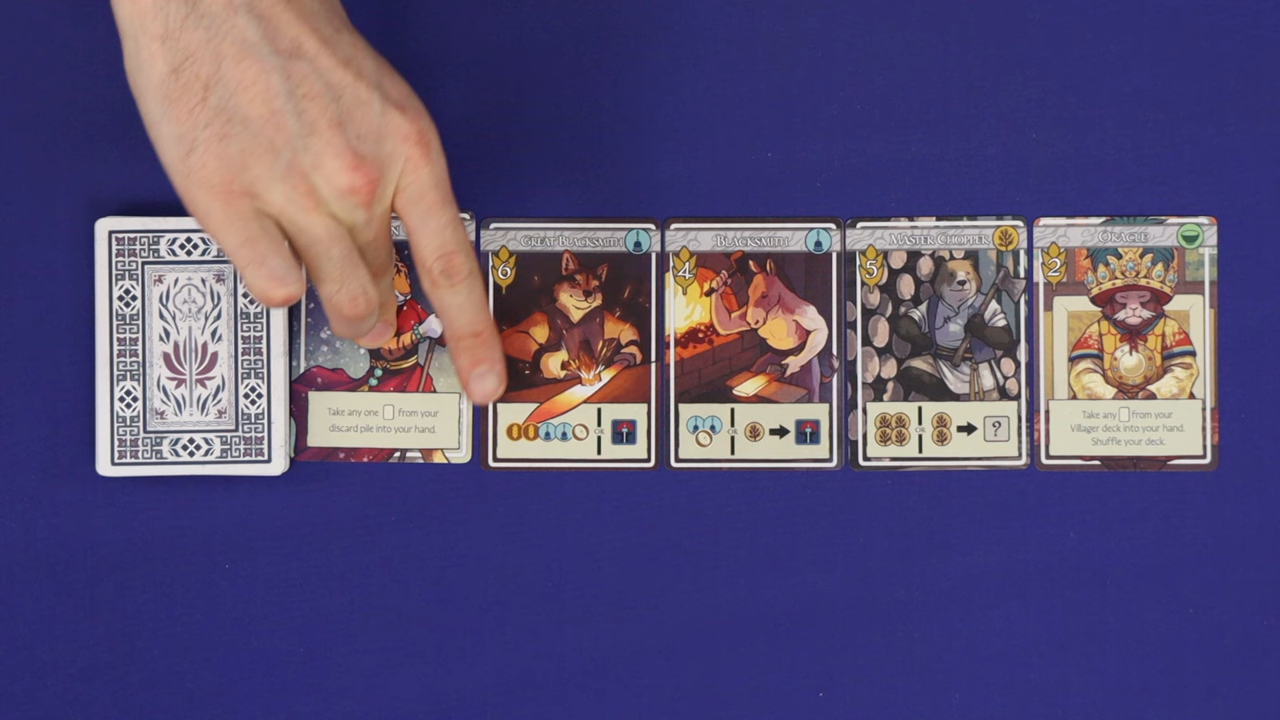 Take any one from your
discard pile into your hand.
GREAT BLACKSMITH
6
OR
BLACKSMITH
4
OR
MASTER CHOPPER
5
OR
?
ORACLE
2
Take any from your
Villager deck into your hand.
Shuffle your deck.